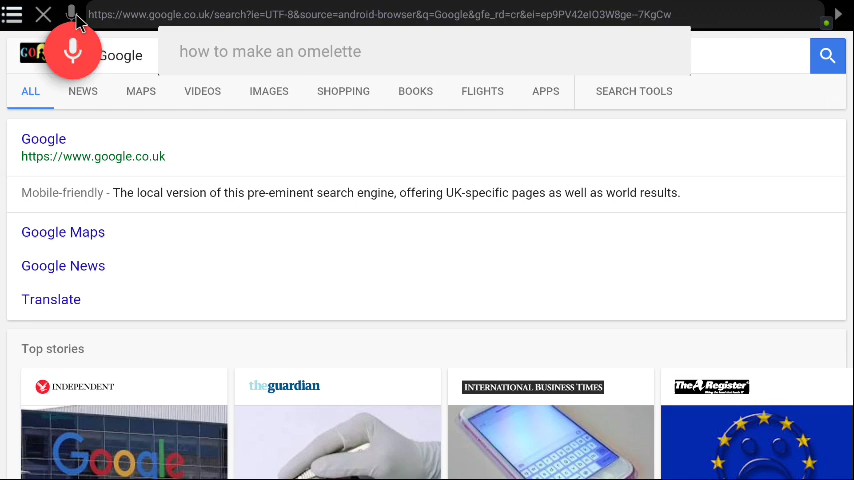 https://www.google.co.uk/search?ie=UTF-8&source=android-browser&q=Google&gfe_rd=cr&ei=ep9PV42eIO3W8ge--7KgCw
Google
how to make an omelette
ALL NEWS MAPS VIDEOS IMAGES SHOPPING BOOKS FLIGHTS APPS SEARCH TOOLS
Google
https://www.google.co.uk
Mobile-friendly - The local version of this pre-eminent search engine, offering UK-specific pages as well as world results.
Google Maps
Google News
Translate
Top stories
INDEPENDENT theguardian INTERNATIONAL BUSINESS TIMES The A Register
Google